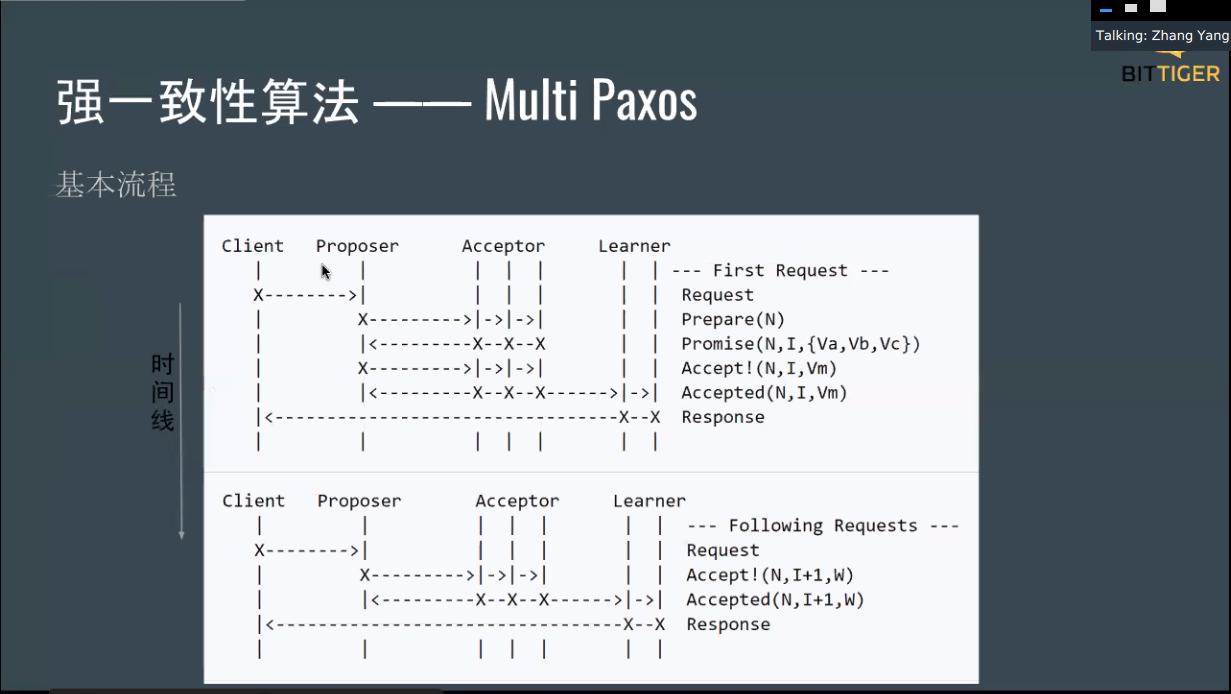 Talking: Zhang Yang
BITTIGER
强一致性算法 —— Multi Paxos
基本流程
时间线
Client   Proposer      Acceptor     Learner
   |         |          |  |  |       |  | --- First Request ---
   X-------->|          |  |  |       |  |  Request
   |         X--------->|->|->|       |  |  Prepare(N)
   |         |<---------X--X--X       |  |  Promise(N,I,{Va,Vb,Vc})
   |         X--------->|->|->|       |  |  Accept!(N,I,Vm)
   |         |<---------X--X--X------>|->|  Accepted(N,I,Vm)
   |<---------------------------------X--X  Response
   |         |          |  |  |       |  |
Client   Proposer       Acceptor     Learner
   |         |          |  |  |       |  |  --- Following Requests ---
   X-------->|          |  |  |       |  |  Request
   |         X--------->|->|->|       |  |  Accept!(N,I+1,W)
   |         |<---------X--X--X------>|->|  Accepted(N,I+1,W)
   |<---------------------------------X--X  Response
   |         |          |  |  |       |  |